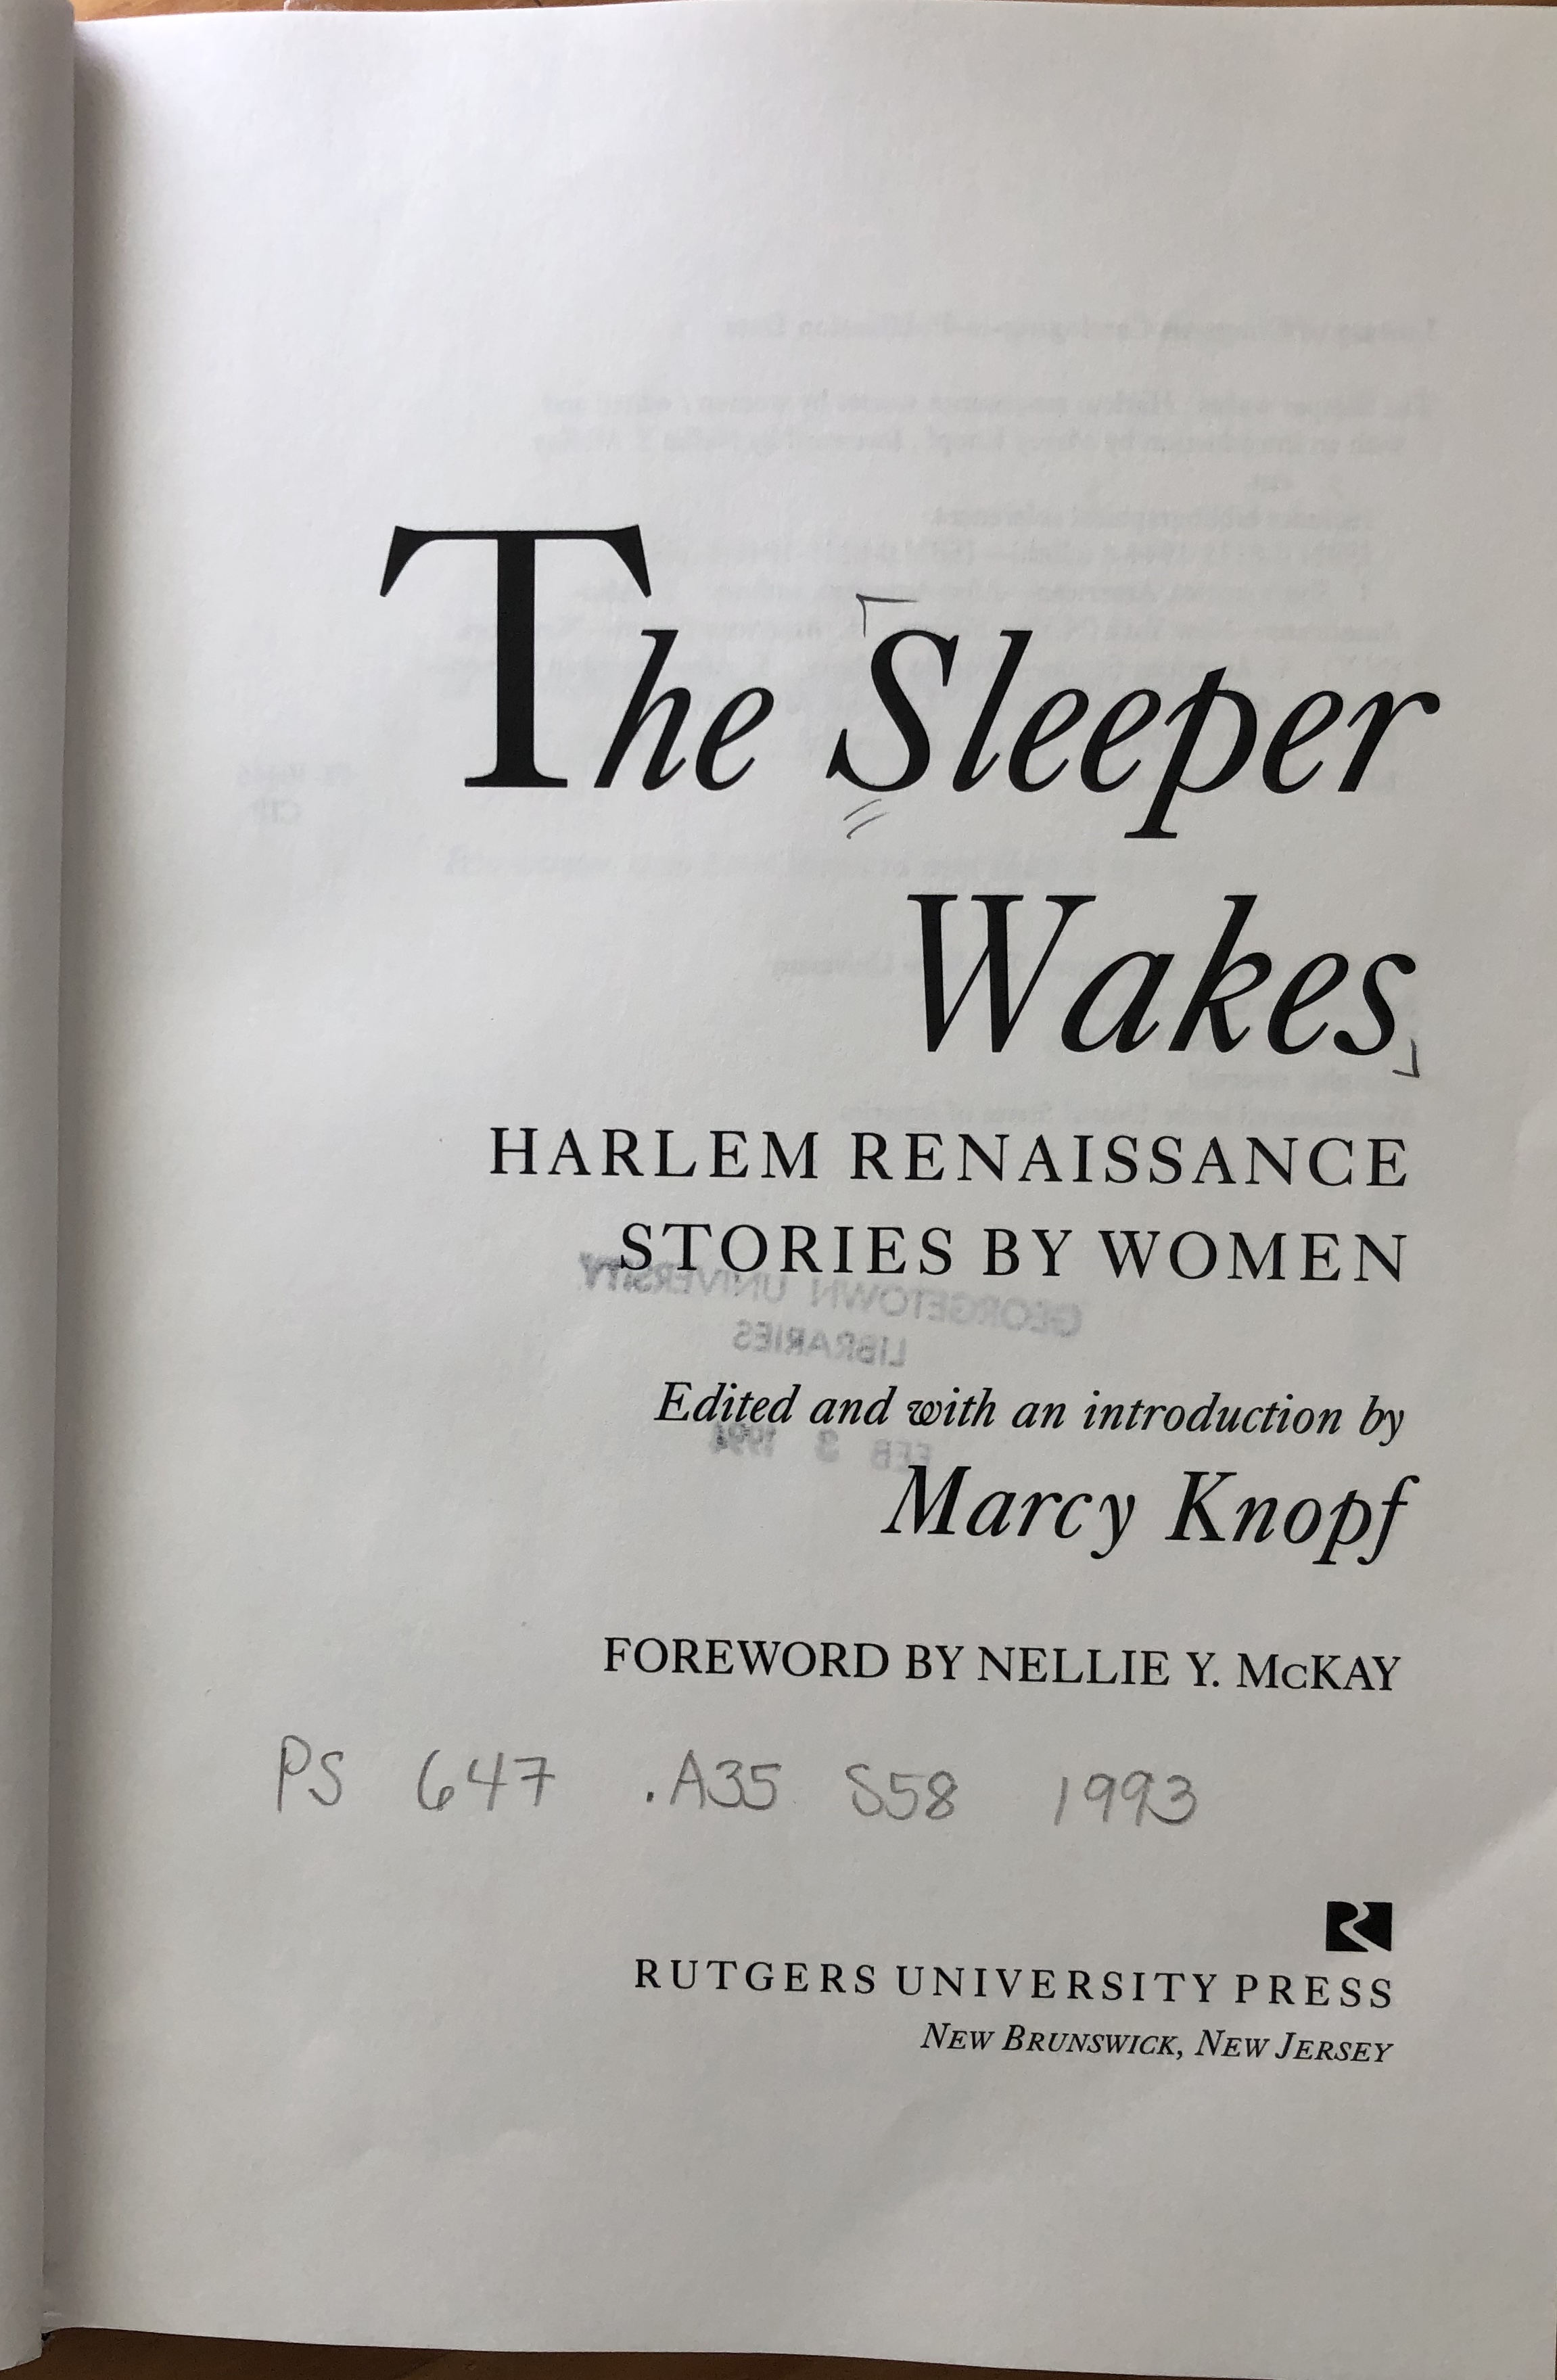 The Sleeper
Wakes
HARLEM RENAISSANCE
STORIES BY WOMEN
GEORGETOWN UNIVERSITY
LIBRARIES
Edited and with an introduction by
FEB 3 1994
Marcy Knopf
FOREWORD BY NELLIE Y. McKAY
PS 647 .A35 S58 1993
RUTGERS UNIVERSITY PRESS
NEW BRUNSWICK, NEW JERSEY